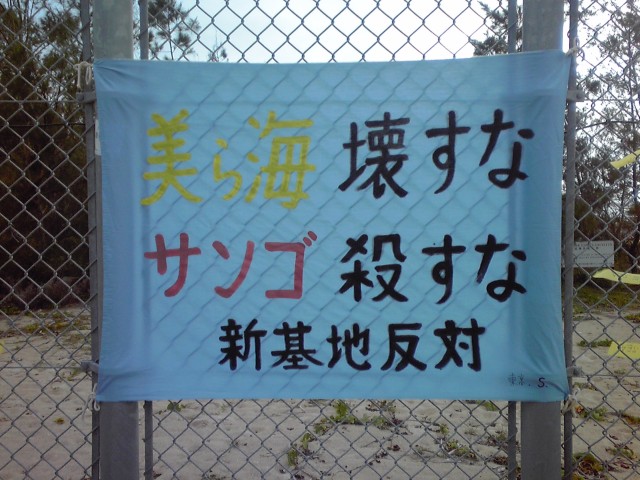 美ら海 壊すな
サンゴ 殺すな
新基地反対